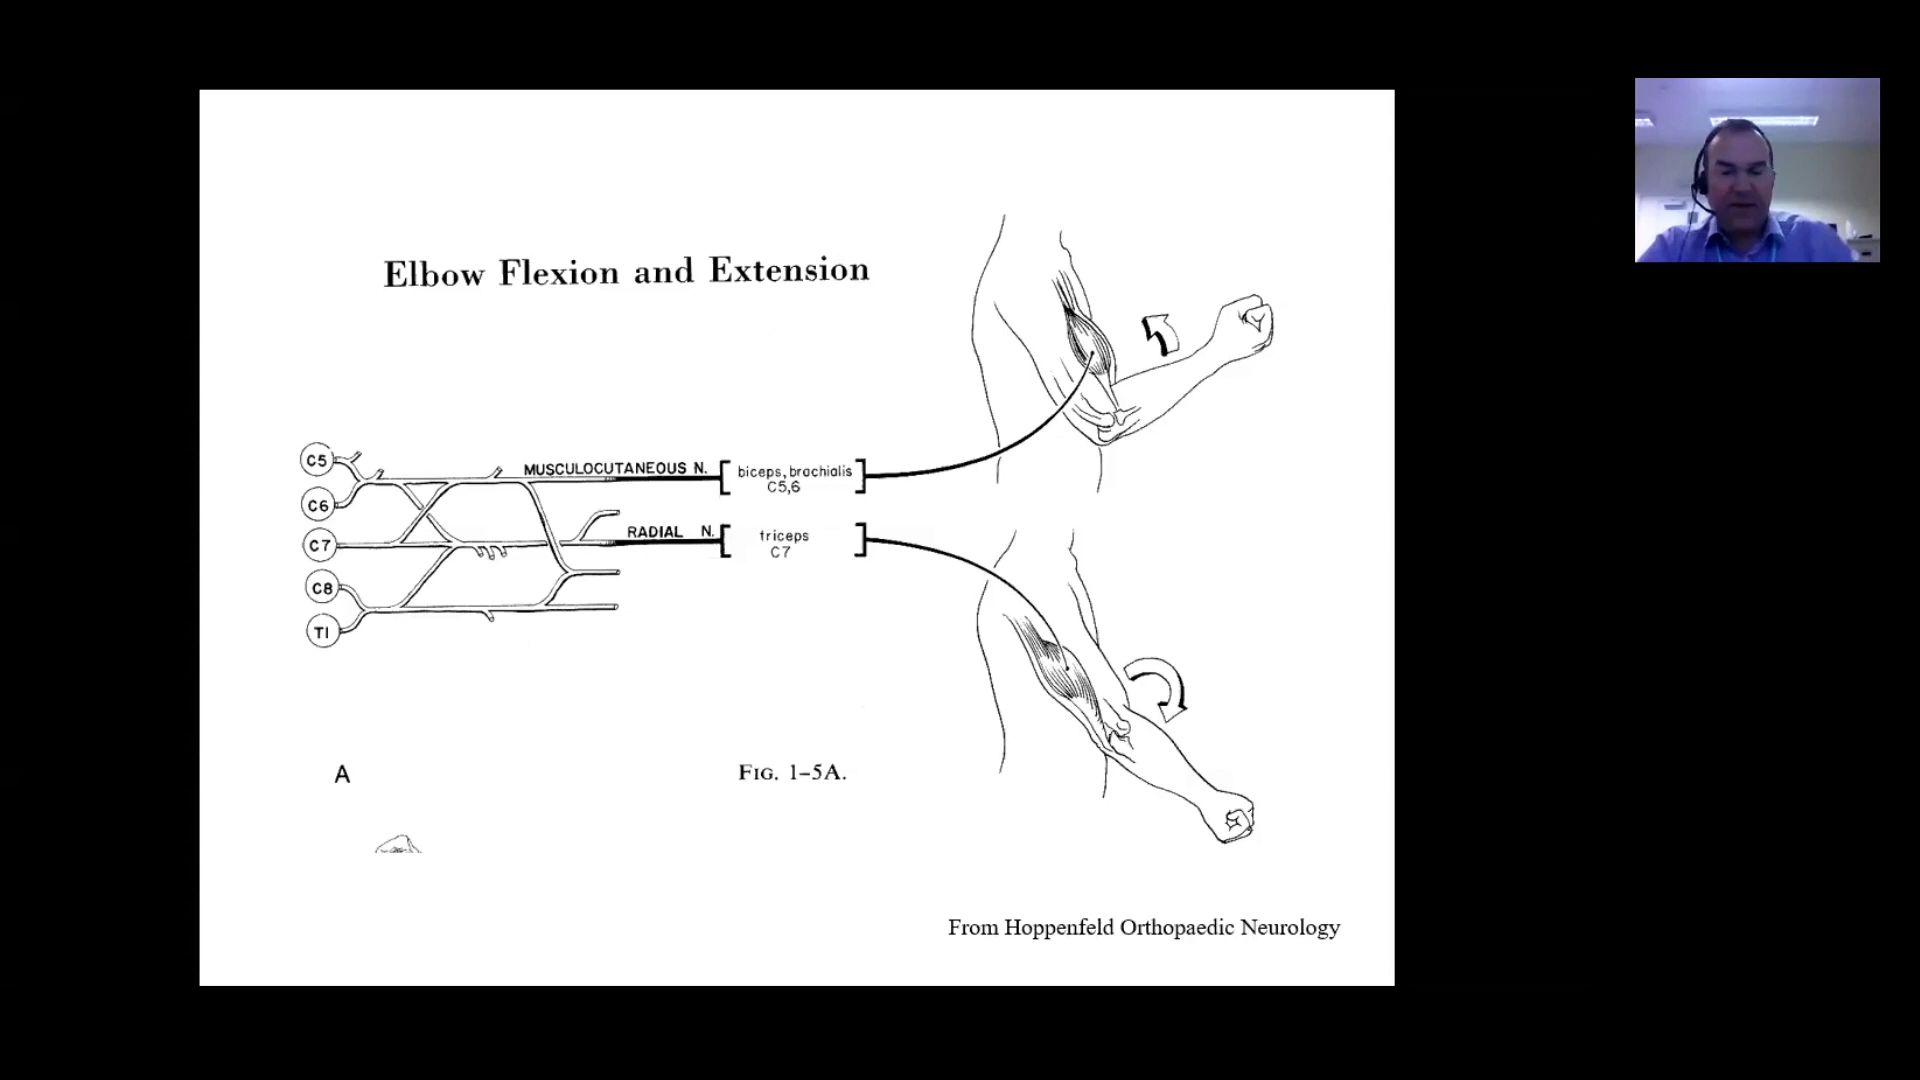 Elbow Flexion and Extension
C5
C6
C7
C8
T1
MUSCULOCUTANEOUS N.
biceps, brachialis
C5,6
RADIAL N.
triceps
C7
A
FIG. 1–5A.
From Hoppenfeld Orthopaedic Neurology